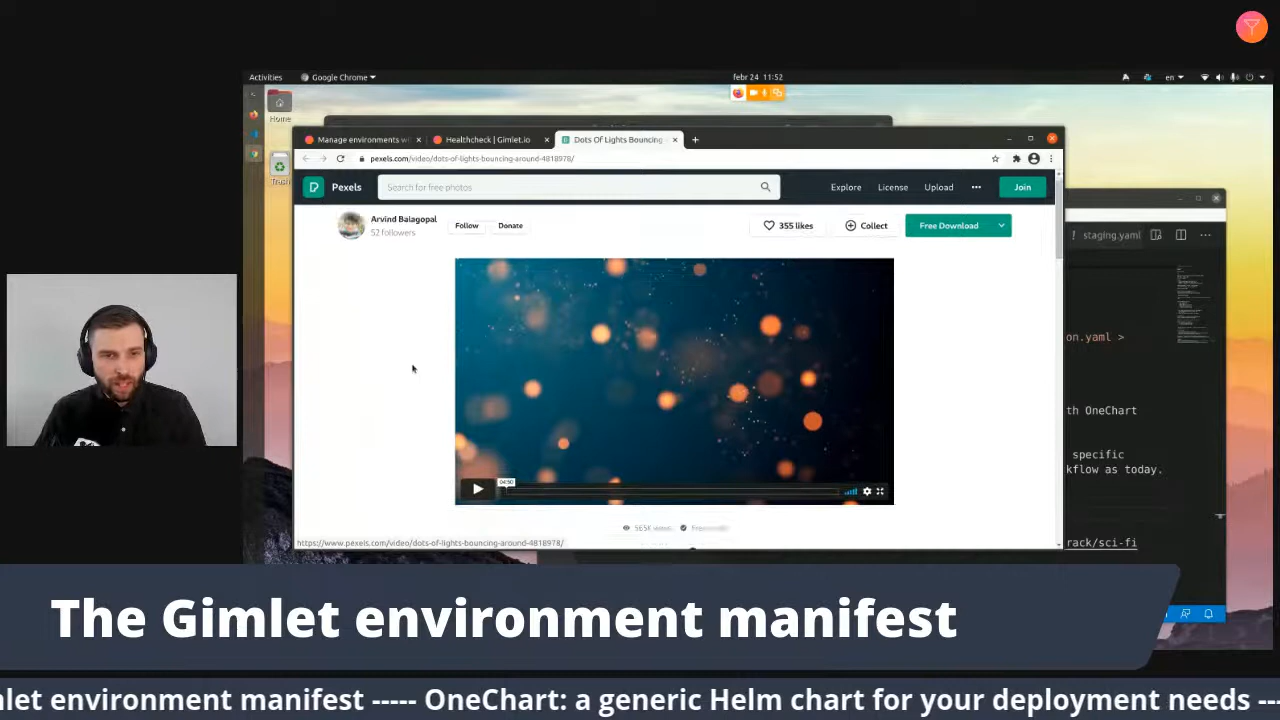 Activities
Google Chrome
febr 24 11:52
en
Home
Trash
Manage environments wi
Healthcheck | Gimlet.io
Dots Of Lights Bouncing
pexels.com/video/dots-of-lights-bouncing-around-4818978/
Pexels
Search for free photos
Explore
License
Upload
Join
Arvind Balagopal
52 followers
Follow
Donate
355 likes
Collect
Free Download
! staging.yaml
on.yaml >
th OneChart
specific
kflow as today.
rack/sci-fi
https://www.pexels.com/video/dots-of-lights-bouncing-around-4818978/
The Gimlet environment manifest
nlet environment manifest ----- OneChart: a generic Helm chart for your deployment needs --